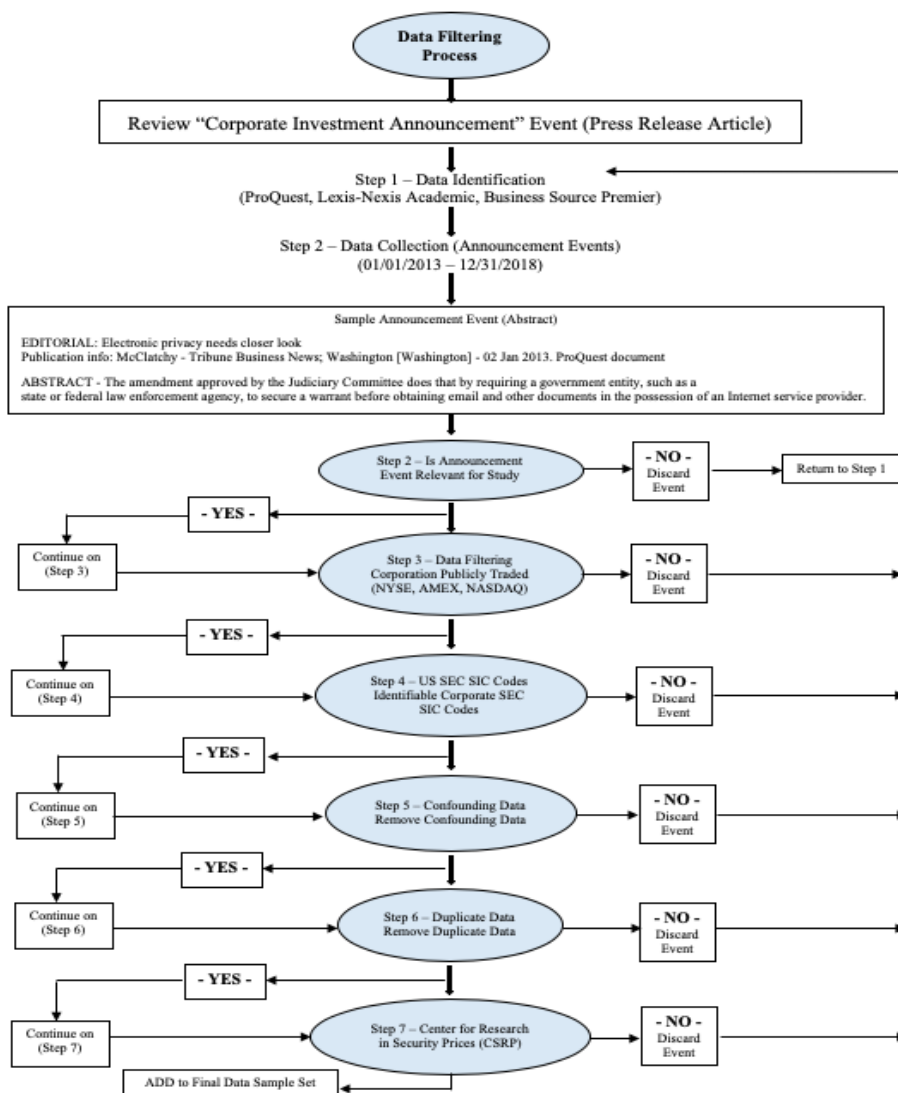 Data Filtering
Process
Review “Corporate Investment Announcement” Event (Press Release Article)
Step 1 – Data Identification
(ProQuest, Lexis-Nexis Academic, Business Source Premier)
Step 2 – Data Collection (Announcement Events)
(01/01/2013 – 12/31/2018)
Sample Announcement Event (Abstract)
EDITORIAL: Electronic privacy needs closer look
Publication info: McClatchy - Tribune Business News; Washington [Washington] - 02 Jan 2013. ProQuest document
ABSTRACT - The amendment approved by the Judiciary Committee does that by requiring a government entity, such as a
state or federal law enforcement agency, to secure a warrant before obtaining email and other documents in the possession of an Internet service provider.
Step 2 – Is Announcement
Event Relevant for Study
- NO -
Discard
Event
Return to Step 1
- YES -
Continue on
(Step 3)
Step 3 – Data Filtering
Corporation Publicly Traded
(NYSE, AMEX, NASDAQ)
- NO -
Discard
Event
- YES -
Continue on
(Step 4)
Step 4 – US SEC SIC Codes
Identifiable Corporate SEC
SIC Codes
- NO -
Discard
Event
- YES -
Continue on
(Step 5)
Step 5 – Confounding Data
Remove Confounding Data
- NO -
Discard
Event
- YES -
Continue on
(Step 6)
Step 6 – Duplicate Data
Remove Duplicate Data
- NO -
Discard
Event
- YES -
Continue on
(Step 7)
Step 7 – Center for Research
in Security Prices (CSRP)
- NO -
Discard
Event
ADD to Final Data Sample Set